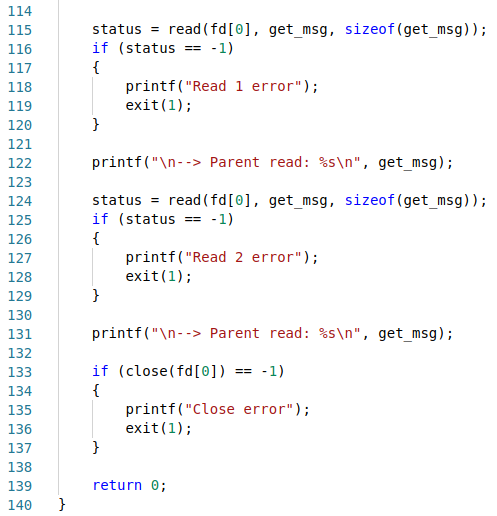 114
115 status = read(fd[0], get_msg, sizeof(get_msg));
116 if (status == -1)
117 {
118 printf("Read 1 error");
119 exit(1);
120 }
121
122 printf("\n--> Parent read: %s\n", get_msg);
123
124 status = read(fd[0], get_msg, sizeof(get_msg));
125 if (status == -1)
126 {
127 printf("Read 2 error");
128 exit(1);
129 }
130
131 printf("\n--> Parent read: %s\n", get_msg);
132
133 if (close(fd[0]) == -1)
134 {
135 printf("Close error");
136 exit(1);
137 }
138
139 return 0;
140 }